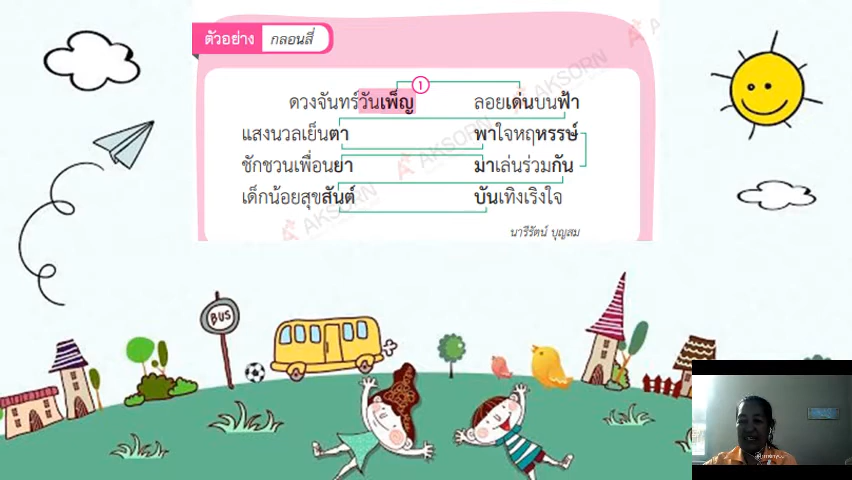 ตัวอย่าง กลอนสี่
1
ดวงจันทร์วันเพ็ญ ลอยเด่นบนฟ้า
แสงนวลเย็นตา พาใจหฤหรรษ์
ชักชวนเพื่อนยา มาเล่นร่วมกัน
เด็กน้อยสุขสันต์ บันเทิงเริงใจ
นารีรัตน์ บุญสม
AKSORN
AKSORN
AKSORN
AKSORN
BUS